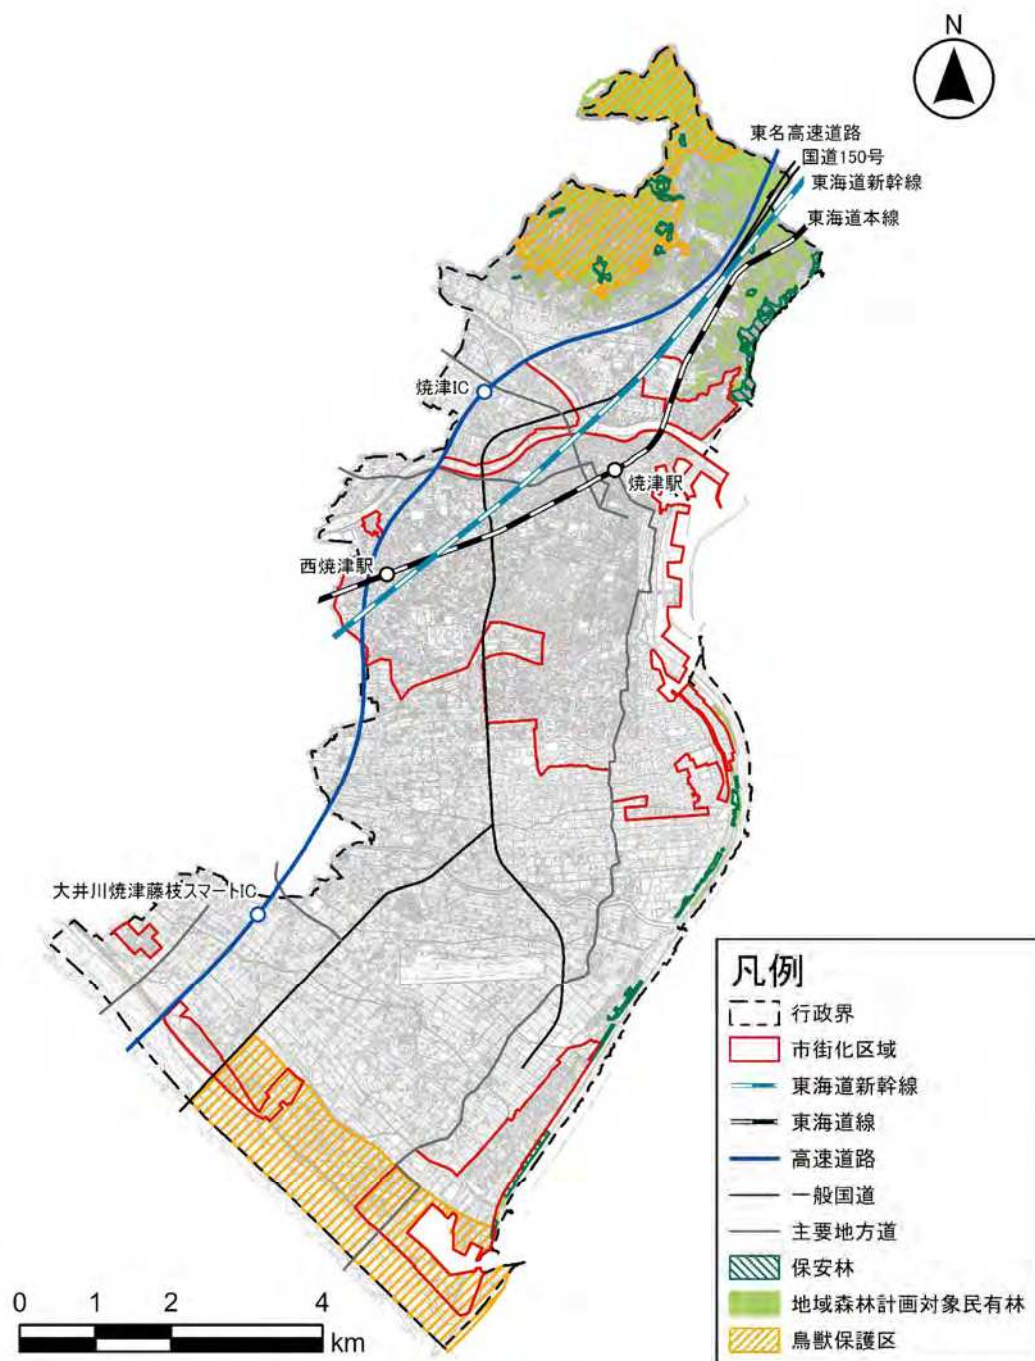 N
東名高速道路
国道150号
東海道新幹線
東海道本線
焼津IC
焼津駅
西焼津駅
大井川焼津藤枝スマートIC
凡例
行政界
市街化区域
東海道新幹線
東海道線
高速道路
一般国道
主要地方道
保安林
地域森林計画対象民有林
鳥獣保護区
0 1 2 4
km